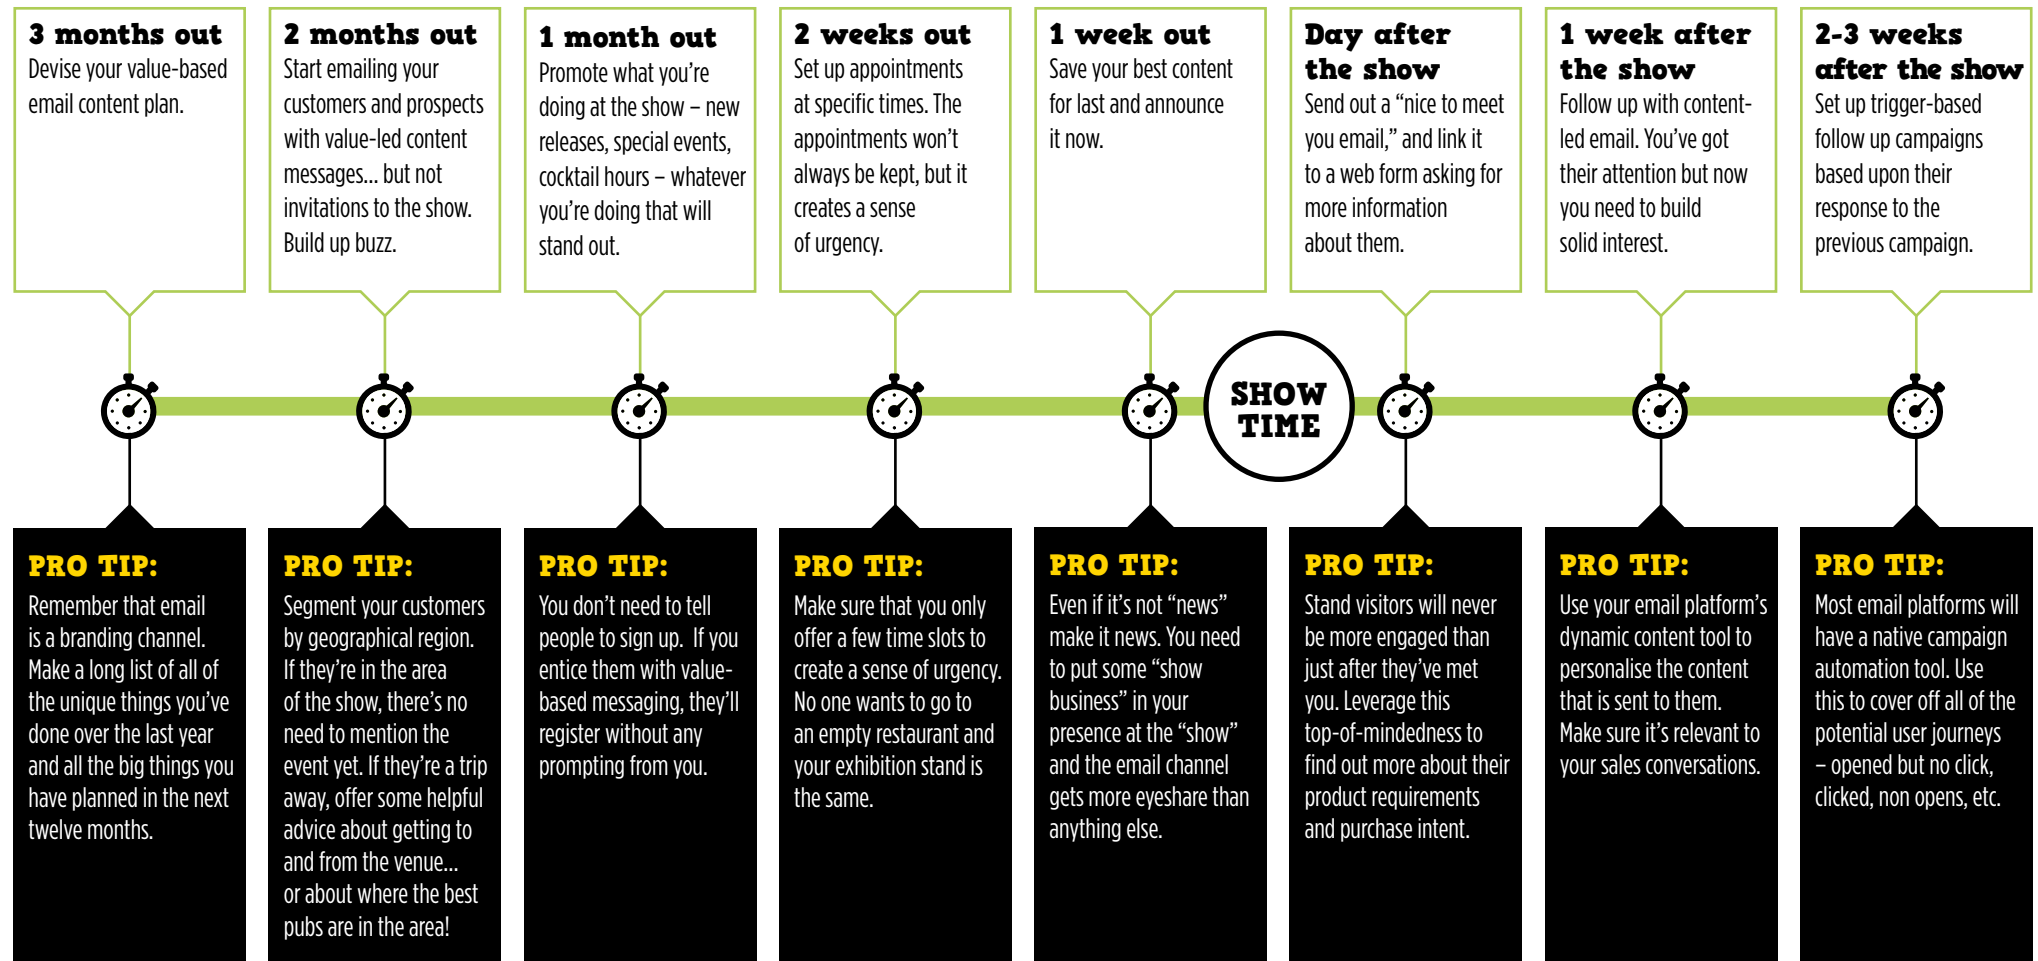 3 months out
Devise your value-based
email content plan.
2 months out
Start emailing your
customers and prospects
with value-led content
messages... but not
invitations to the show.
Build up buzz.
1 month out
Promote what you’re
doing at the show – new
releases, special events,
cocktail hours – whatever
you’re doing that will
stand out.
2 weeks out
Set up appointments
at specific times. The
appointments won’t
always be kept, but it
creates a sense
of urgency.
1 week out
Save your best content
for last and announce
it now.
Day after
the show
Send out a “nice to meet
you email,” and link it
to a web form asking for
more information
about them.
1 week after
the show
Follow up with content-
led email. You’ve got
their attention but now
you need to build
solid interest.
2-3 weeks
after the show
Set up trigger-based
follow up campaigns
based upon their
response to the
previous campaign.
SHOW
TIME
PRO TIP:
Remember that email
is a branding channel.
Make a long list of all of
the unique things you’ve
done over the last year
and all the big things you
have planned in the next
twelve months.
PRO TIP:
Segment your customers
by geographical region.
If they’re in the area
of the show, there’s no
need to mention the
event yet. If they’re a trip
away, offer some helpful
advice about getting to
and from the venue...
or about where the best
pubs are in the area!
PRO TIP:
You don’t need to tell
people to sign up. If you
entice them with value-
based messaging, they’ll
register without any
prompting from you.
PRO TIP:
Make sure that you only
offer a few time slots to
create a sense of urgency.
No one wants to go to
an empty restaurant and
your exhibition stand is
the same.
PRO TIP:
Even if it’s not “news”
make it news. You need
to put some “show
business” in your
presence at the “show”
and the email channel
gets more eyeshare than
anything else.
PRO TIP:
Stand visitors will never
be more engaged than
just after they’ve met
you. Leverage this
top-of-mindedness to
find out more about their
product requirements
and purchase intent.
PRO TIP:
Use your email platform’s
dynamic content tool to
personalise the content
that is sent to them.
Make sure it’s relevant to
your sales conversations.
PRO TIP:
Most email platforms will
have a native campaign
automation tool. Use
this to cover off all of the
potential user journeys
– opened but no click,
clicked, non opens, etc.